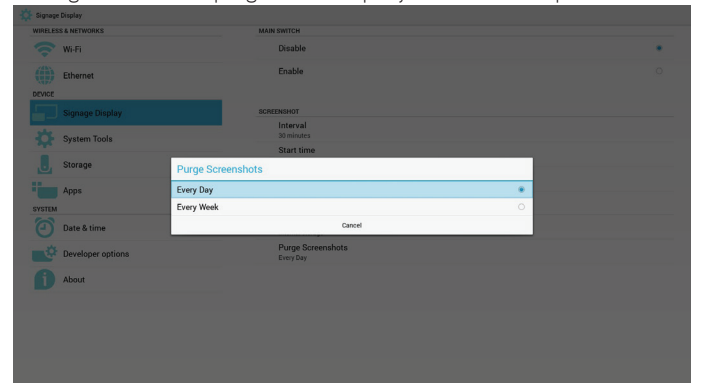 Signage Display
WIRELESS & NETWORKS
Wi-Fi
Ethernet
DEVICE
Signage Display
System Tools
Storage
Apps
SYSTEM
Date & time
Developer options
About
MAIN SWITCH
Disable
Enable
SCREENSHOT
Interval
30 minutes
Start time
Purge Screenshots
Every Day
Every Week
Cancel
Purge Screenshots
Every Day